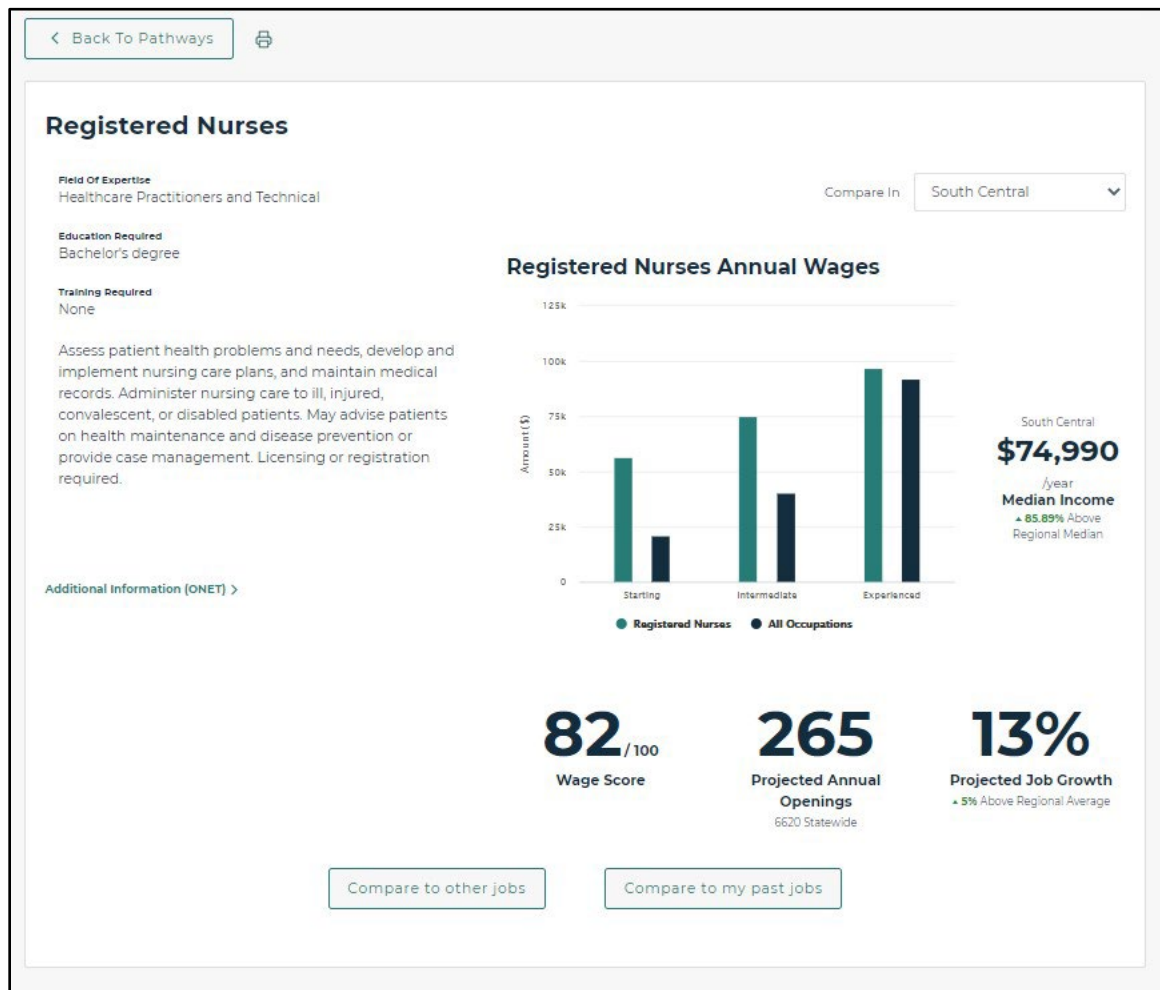 Back To Pathways
Registered Nurses
Field Of Expertise
Healthcare Practitioners and Technical
Education Required
Bachelor's degree
Training Required
None
Assess patient health problems and needs, develop and
implement nursing care plans, and maintain medical
records. Administer nursing care to ill, injured,
convalescent, or disabled patients. May advise patients
on health maintenance and disease prevention or
provide case management. Licensing or registration
required.
Additional Information (ONET) >
Compare In South Central
Registered Nurses Annual Wages
125k
100k
75k
50k
25k
0
Amount ($)
Starting Intermediate Experienced
Registered Nurses All Occupations
South Central
$74,990
/year
Median Income
▲ 85.89% Above
Regional Median
82 / 100
Wage Score
265
Projected Annual
Openings
6620 Statewide
13%
Projected Job Growth
▲ 5% Above Regional Average
Compare to other jobs
Compare to my past jobs